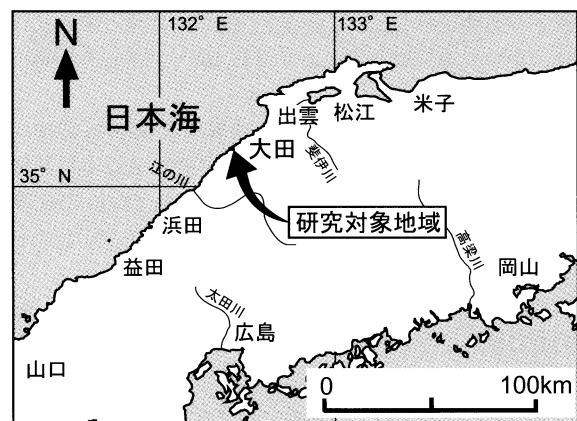 132° E
133° E
N
日本海
出雲
松江
米子
大田
斐伊川
江の川
35° N
研究対象地域
浜田
高梁川
益田
岡山
太田川
広島
山口
0
100km